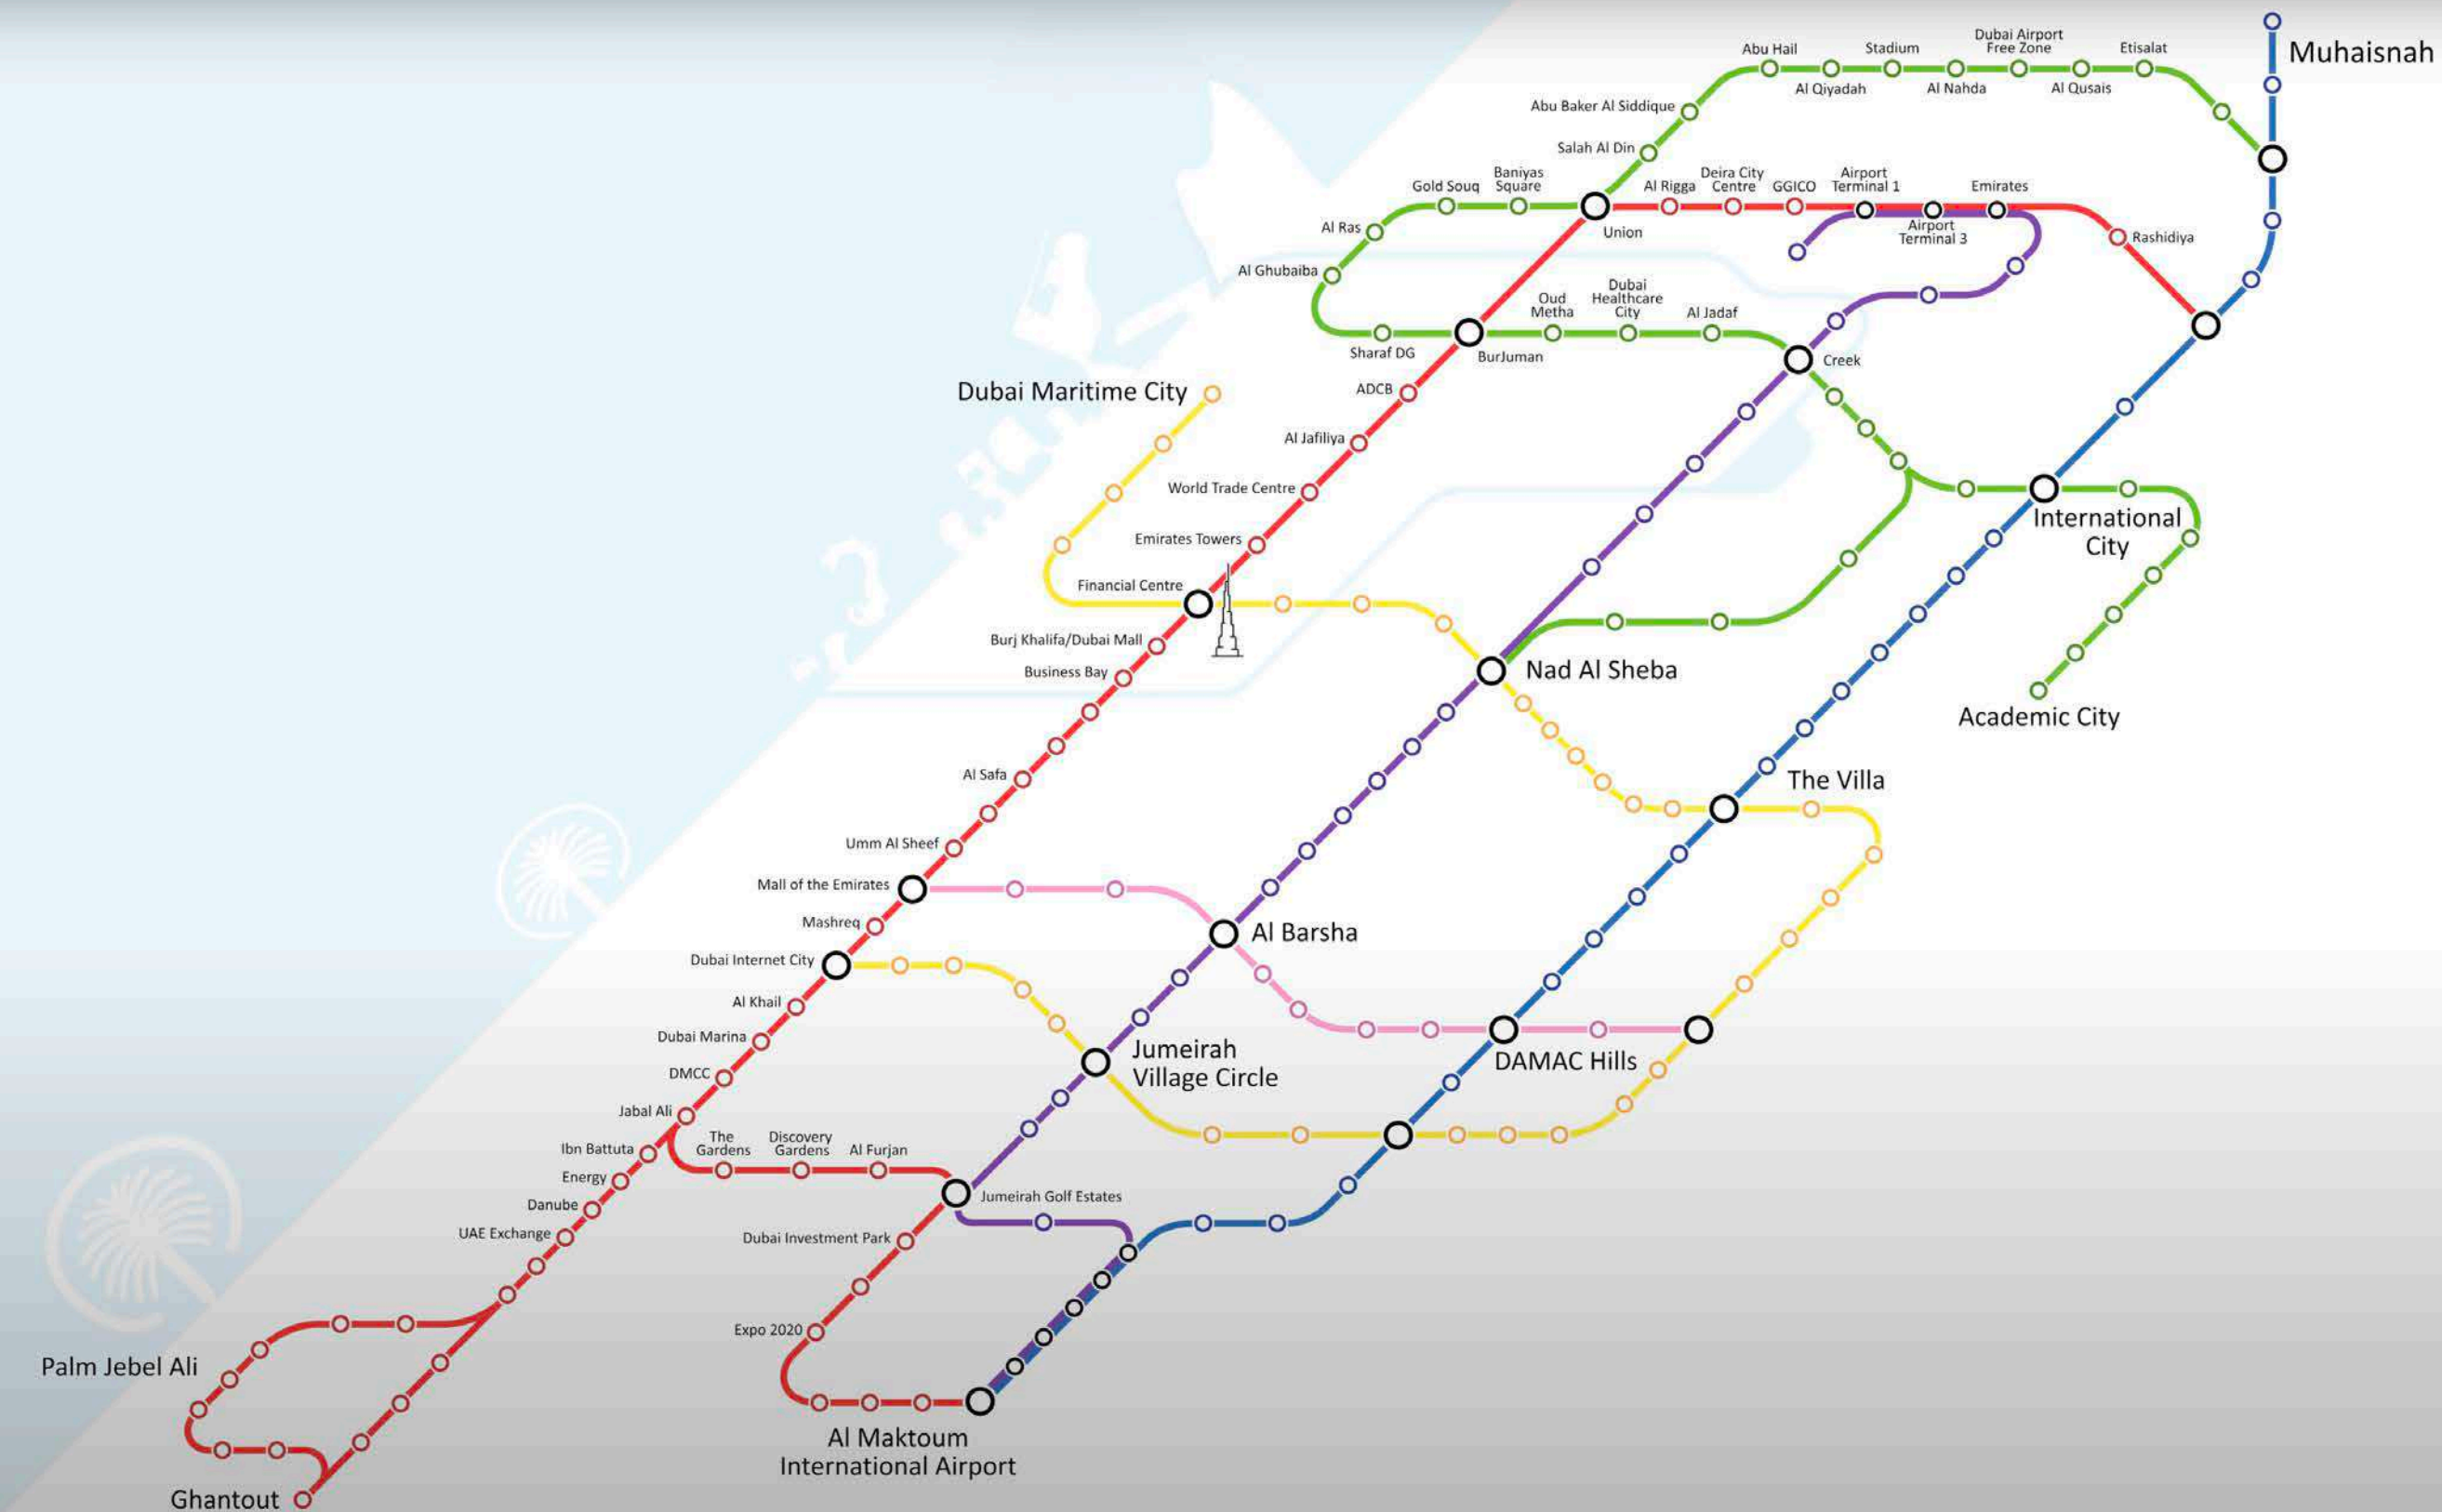 Muhaisnah
Abu Hail
Stadium
Dubai Airport
Free Zone
Etisalat
Al Qiyadah
Al Nahda
Al Qusais
Abu Baker Al Siddique
Salah Al Din
Gold Souq
Baniyas
Square
Al Rigga
Deira City
Centre
GGICO
Airport
Terminal 1
Emirates
Al Ras
Union
Airport
Terminal 3
Rashidiya
Al Ghubaiba
Oud
Metha
Dubai
Healthcare
City
Al Jadaf
Sharaf DG
BurJuman
Creek
Dubai Maritime City
ADCB
Al Jafiliya
World Trade Centre
Emirates Towers
International
City
Financial Centre
Burj Khalifa/Dubai Mall
Business Bay
Nad Al Sheba
Academic City
Al Safa
The Villa
Umm Al Sheef
Mall of the Emirates
Mashreq
Al Barsha
Dubai Internet City
Al Khail
Dubai Marina
Jumeirah
Village Circle
DAMAC Hills
DMCC
Jabal Ali
Ibn Battuta
The
Gardens
Discovery
Gardens
Al Furjan
Energy
Danube
Jumeirah Golf Estates
UAE Exchange
Dubai Investment Park
Expo 2020
Palm Jebel Ali
Al Maktoum
International Airport
Ghantout